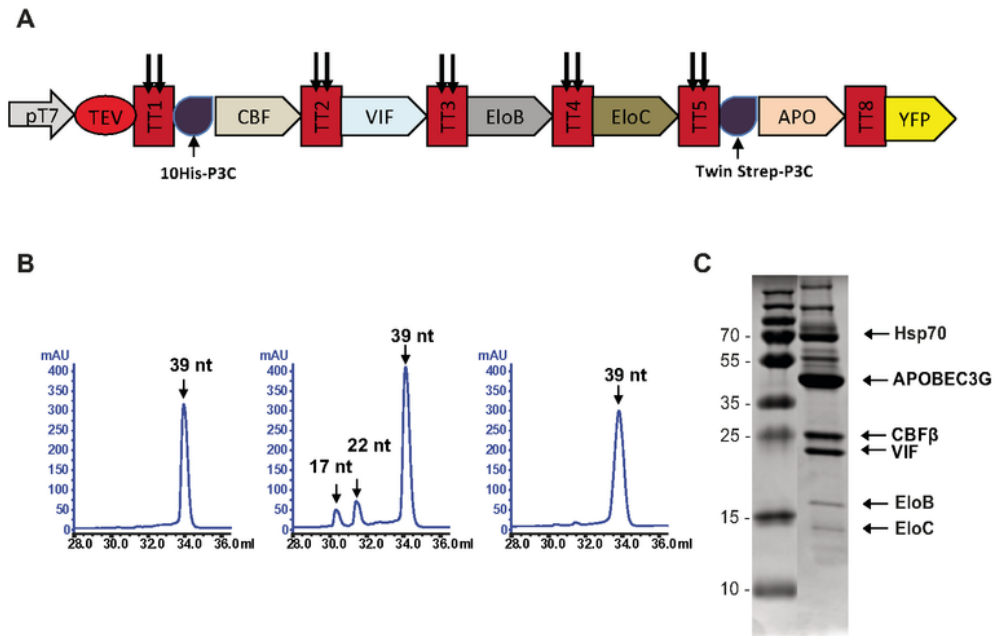 A
pT7 TEV TT1 CBF TT2 VIF TT3 EloB TT4 EloC TT5 APO TT8 YFP
10His-P3C
Twin Strep-P3C
B
mAU
400
350
300
250
200
150
100
50
0
39 nt
28.0 30.0 32.0 34.0 36.0 ml
mAU
400
350
300
250
200
150
100
50
0
17 nt
22 nt
39 nt
28.0 30.0 32.0 34.0 36.0 ml
mAU
400
350
300
250
200
150
100
50
0
39 nt
28.0 30.0 32.0 34.0 36.0 ml
C
70 -
55 -
35 -
25 -
15 -
10 -
Hsp70
APOBEC3G
CBFβ
VIF
EloB
EloC